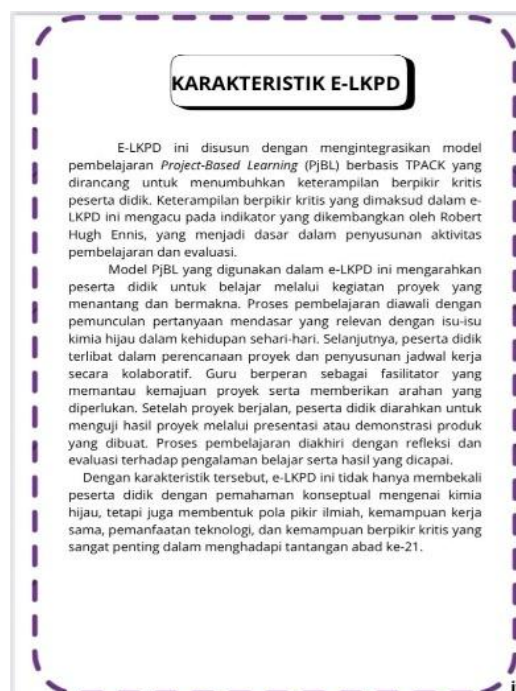 KARAKTERISTIK E-LKPD
E-LKPD ini disusun dengan mengintegrasikan model
pembelajaran Project-Based Learning (PjBL) berbasis TPACK yang
dirancang untuk menumbuhkan keterampilan berpikir kritis
peserta didik. Keterampilan berpikir kritis yang dimaksud dalam e-
LKPD ini mengacu pada indikator yang dikembangkan oleh Robert
Hugh Ennis, yang menjadi dasar dalam penyusunan aktivitas
pembelajaran dan evaluasi.
Model PjBL yang digunakan dalam e-LKPD ini mengarahkan
peserta didik untuk belajar melalui kegiatan proyek yang
menantang dan bermakna. Proses pembelajaran diawali dengan
pemunculan pertanyaan mendasar yang relevan dengan isu-isu
kimia hijau dalam kehidupan sehari-hari. Selanjutnya, peserta didik
terlibat dalam perencanaan proyek dan penyusunan jadwal kerja
secara kolaboratif. Guru berperan sebagai fasilitator yang
memantau kemajuan proyek serta memberikan arahan yang
diperlukan. Setelah proyek berjalan, peserta didik diarahkan untuk
menguji hasil proyek melalui presentasi atau demonstrasi produk
yang dibuat. Proses pembelajaran diakhiri dengan refleksi dan
evaluasi terhadap pengalaman belajar serta hasil yang dicapai.
Dengan karakteristik tersebut, e-LKPD ini tidak hanya membekali
peserta didik dengan pemahaman konseptual mengenai kimia
hijau, tetapi juga membentuk pola pikir ilmiah, kemampuan kerja
sama, pemanfaatan teknologi, dan kemampuan berpikir kritis yang
sangat penting dalam menghadapi tantangan abad ke-21.